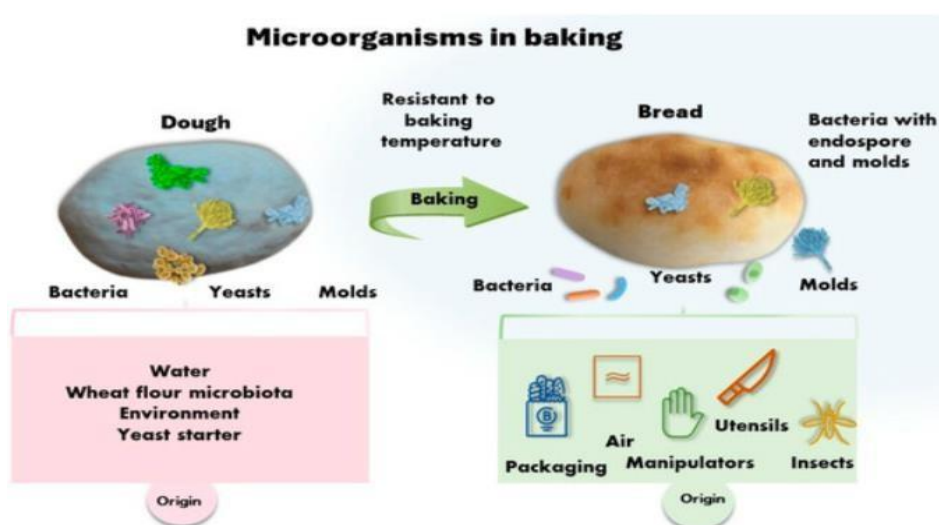 Microorganisms in baking
Dough
Resistant to
baking
temperature
Baking
Bread
Bacteria with
endospore
and molds
Bacteria
Yeasts
Molds
Bacteria
Yeasts
Molds
Water
Wheat flour microbiota
Environment
Yeast starter
Origin
B
Packaging
Air
Manipulators
Utensils
Insects
Origin